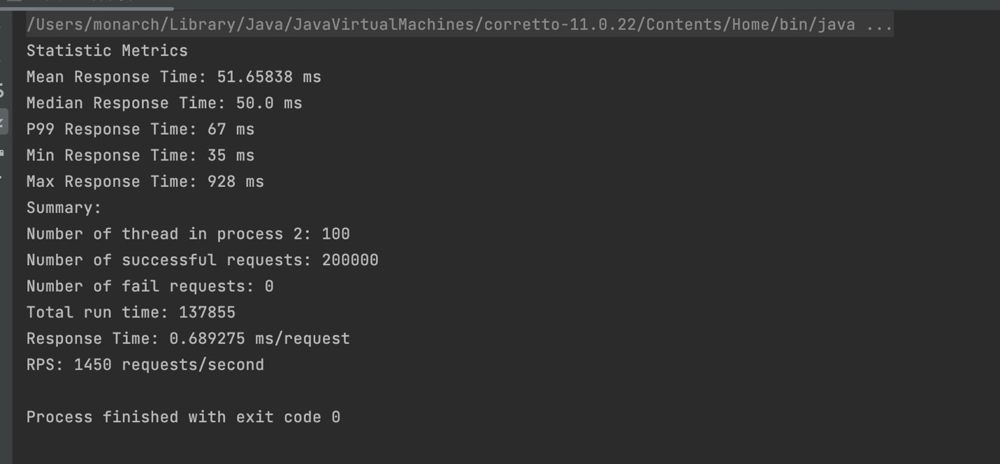 /Users/monarch/Library/Java/JavaVirtualMachines/corretto-11.0.22/Contents/Home/bin/java ...
Statistic Metrics
Mean Response Time: 51.65838 ms
Median Response Time: 50.0 ms
P99 Response Time: 67 ms
Min Response Time: 35 ms
Max Response Time: 928 ms
Summary:
Number of thread in process 2: 100
Number of successful requests: 200000
Number of fail requests: 0
Total run time: 137855
Response Time: 0.689275 ms/request
RPS: 1450 requests/second
Process finished with exit code 0